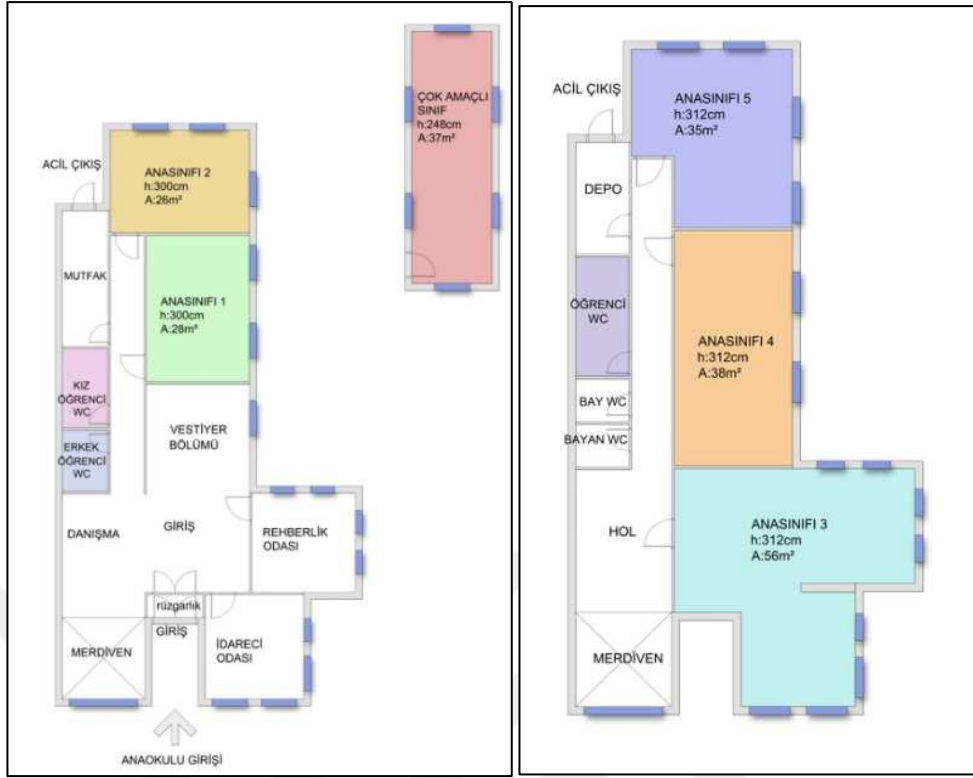 ÇOK AMAÇLI
SINIF
h:248cm
A:37m²
ANASINIFI 2
h:300cm
A:26m²
ACİL ÇIKIŞ
MUTFAK
ANASINIFI 1
h:300cm
A:28m²
KIZ
ÖĞRENCİ
WC
VESTİYER
BÖLÜMÜ
ERKEK
ÖĞRENCİ
WC
DANIŞMA
GİRİŞ
REHBERLİK
ODASI
rüzgarlık
GİRİŞ
MERDİVEN
İDARECİ
ODASI
ANAOKULU GİRİŞİ
ACİL ÇIKIŞ
ANASINIFI 5
h:312cm
A:35m²
DEPO
ÖĞRENCİ
WC
ANASINIFI 4
h:312cm
A:38m²
BAY WC
BAYAN WC
HOL
ANASINIFI 3
h:312cm
A:56m²
MERDİVEN